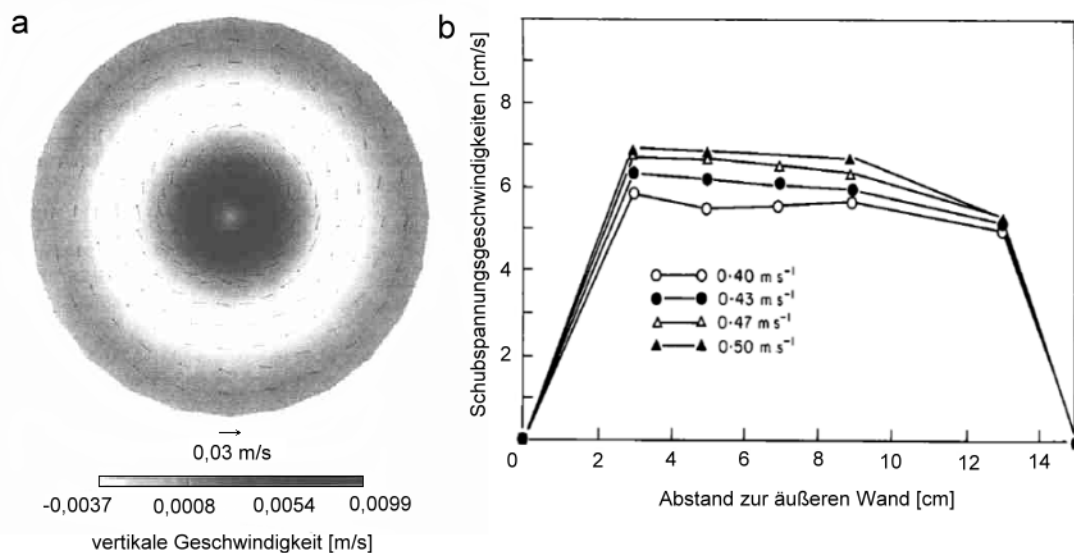 a
0,03 m/s
-0,0037 0,0008 0,0054 0,0099
vertikale Geschwindigkeit [m/s]
b
Schubspannungsgeschwindigkeiten [cm/s]
8
6
4
2
0·40 m s⁻¹
0·43 m s⁻¹
0·47 m s⁻¹
0·50 m s⁻¹
0 2 4 6 8 10 12 14
Abstand zur äußeren Wand [cm]